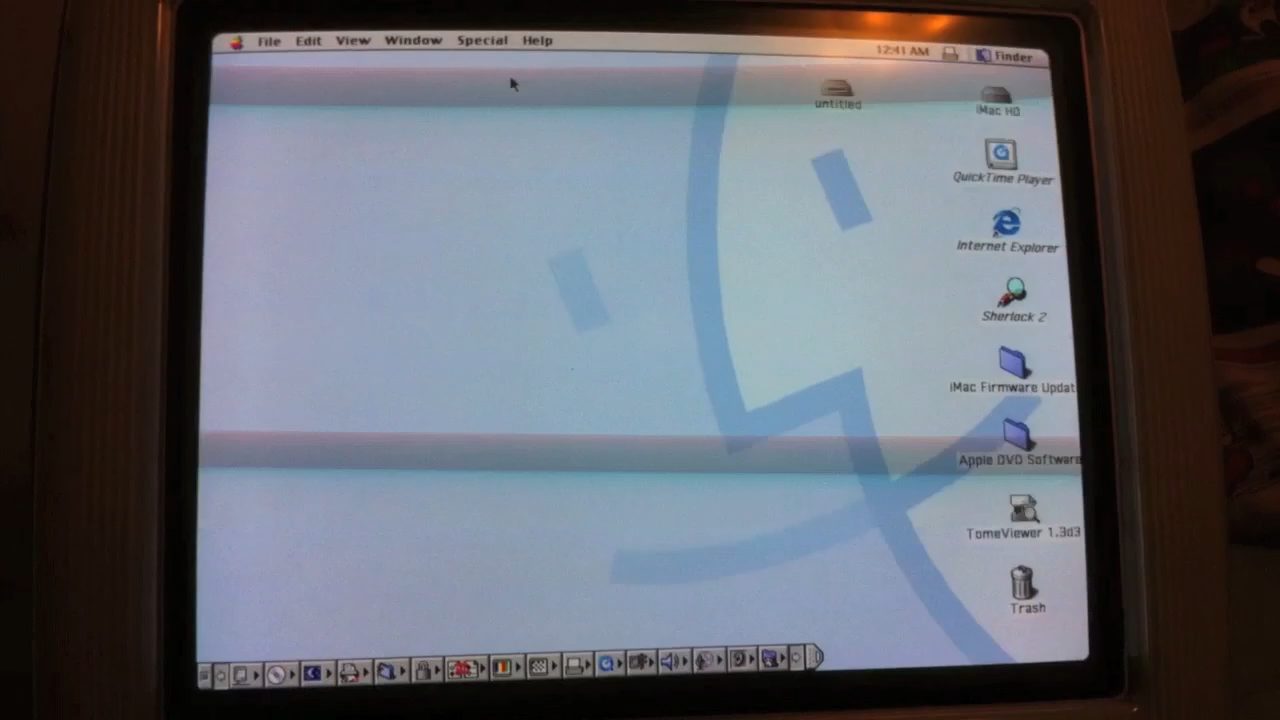 File Edit View Window Special Help
12:41 AM Finder
untitled
iMac HD
QuickTime Player
Internet Explorer
Sherlock 2
iMac Firmware Updat
Apple DVD Software
TomeViewer 1.3d3
Trash